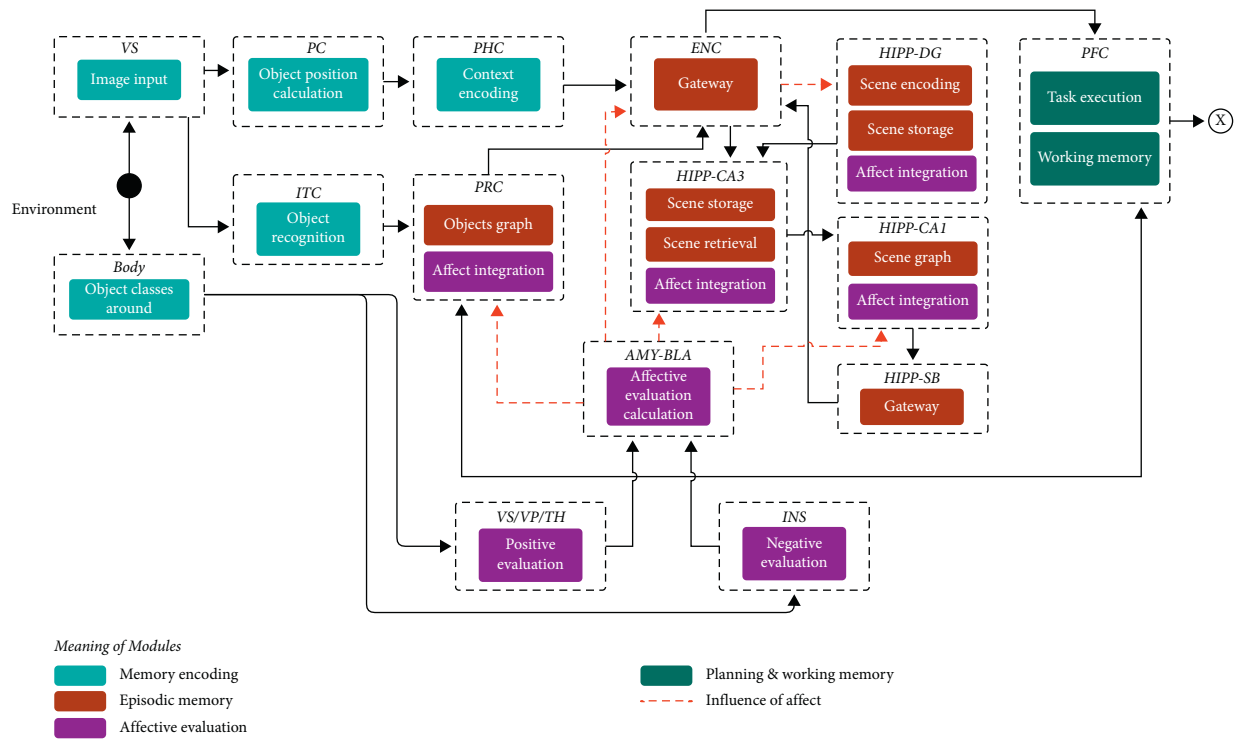 VS
Image input
PC
Object position
calculation
PHC
Context
encoding
ENC
Gateway
HIPP-DG
Scene encoding
Scene storage
Affect integration
PFC
Task execution
Working memory
X
Environment
ITC
Object
recognition
PRC
Objects graph
Affect integration
HIPP-CA3
Scene storage
Scene retrieval
Affect integration
HIPP-CA1
Scene graph
Affect integration
Body
Object classes
around
AMY-BLA
Affective
evaluation
calculation
HIPP-SB
Gateway
VS/VP/TH
Positive
evaluation
INS
Negative
evaluation
Meaning of Modules
Memory encoding
Episodic memory
Affective evaluation
Planning & working memory
Influence of affect